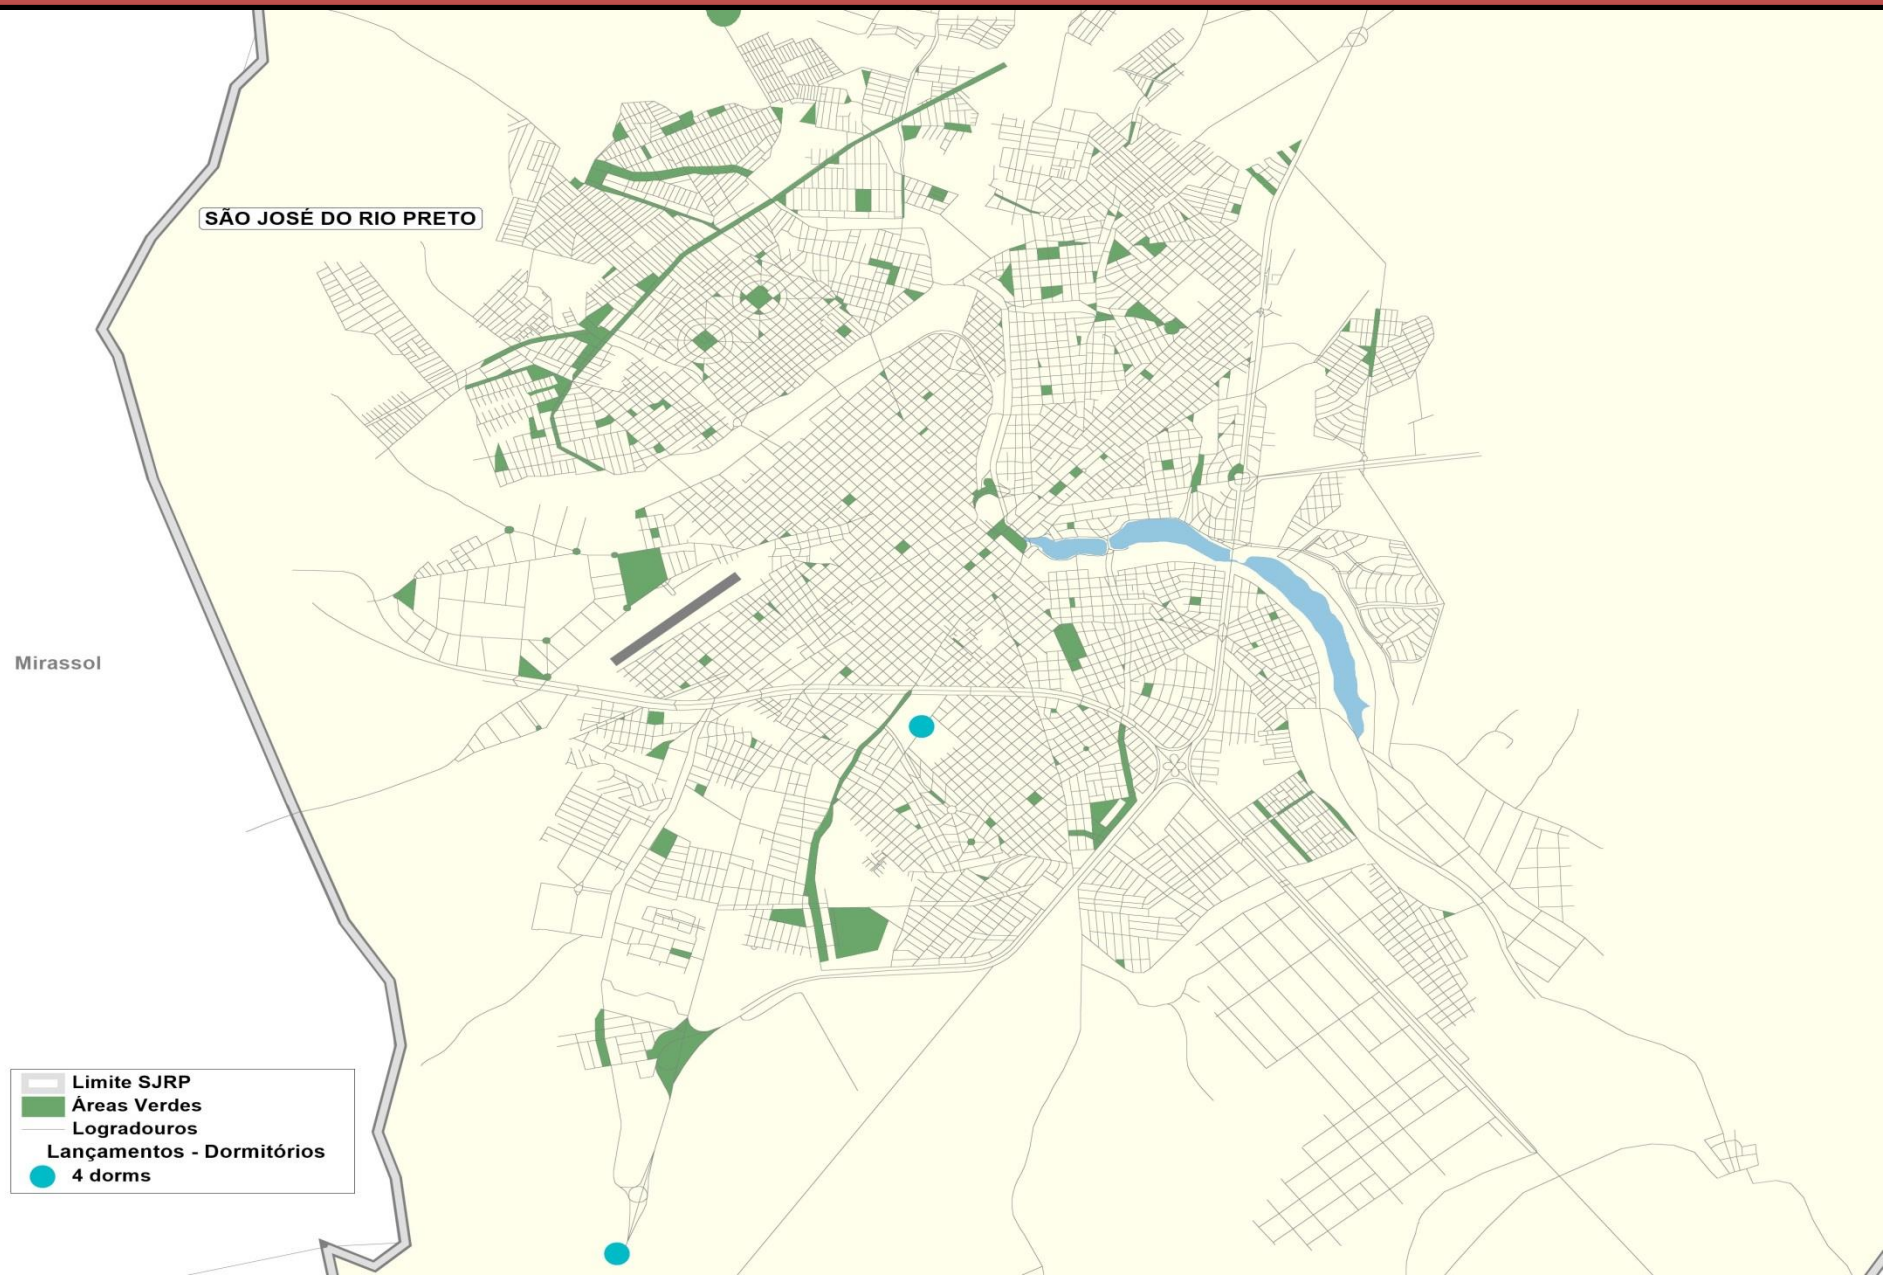 SÃO JOSÉ DO RIO PRETO
Mirassol
Limite SJRP
Áreas Verdes
Logradouros
Lançamentos - Dormitórios
4 dorms